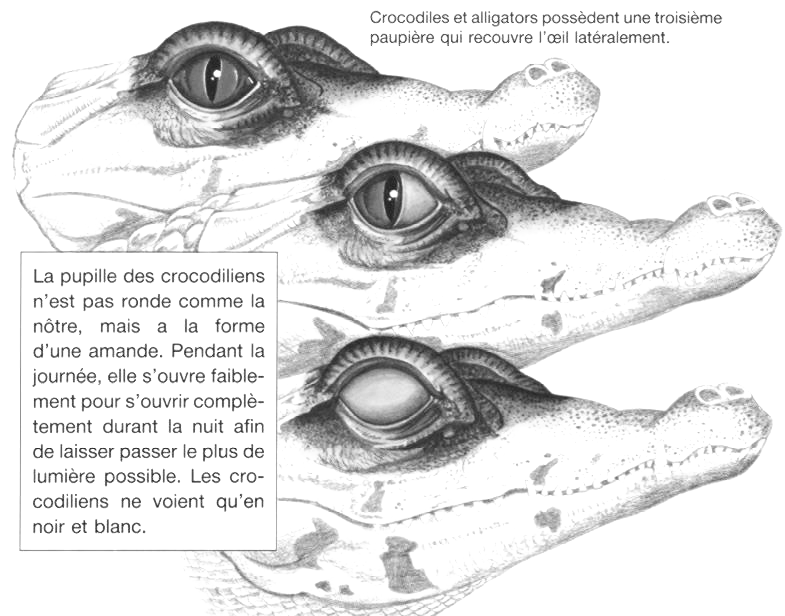 Crocodiles et alligators possèdent une troisième
paupière qui recouvre l'œil latéralement.
La pupille des crocodiliens
n'est pas ronde comme la
nôtre, mais a la forme
d'une amande. Pendant la
journée, elle s'ouvre faible-
ment pour s'ouvrir complè-
tement durant la nuit afin
de laisser passer le plus de
lumière possible. Les cro-
codiliens ne voient qu'en
noir et blanc.